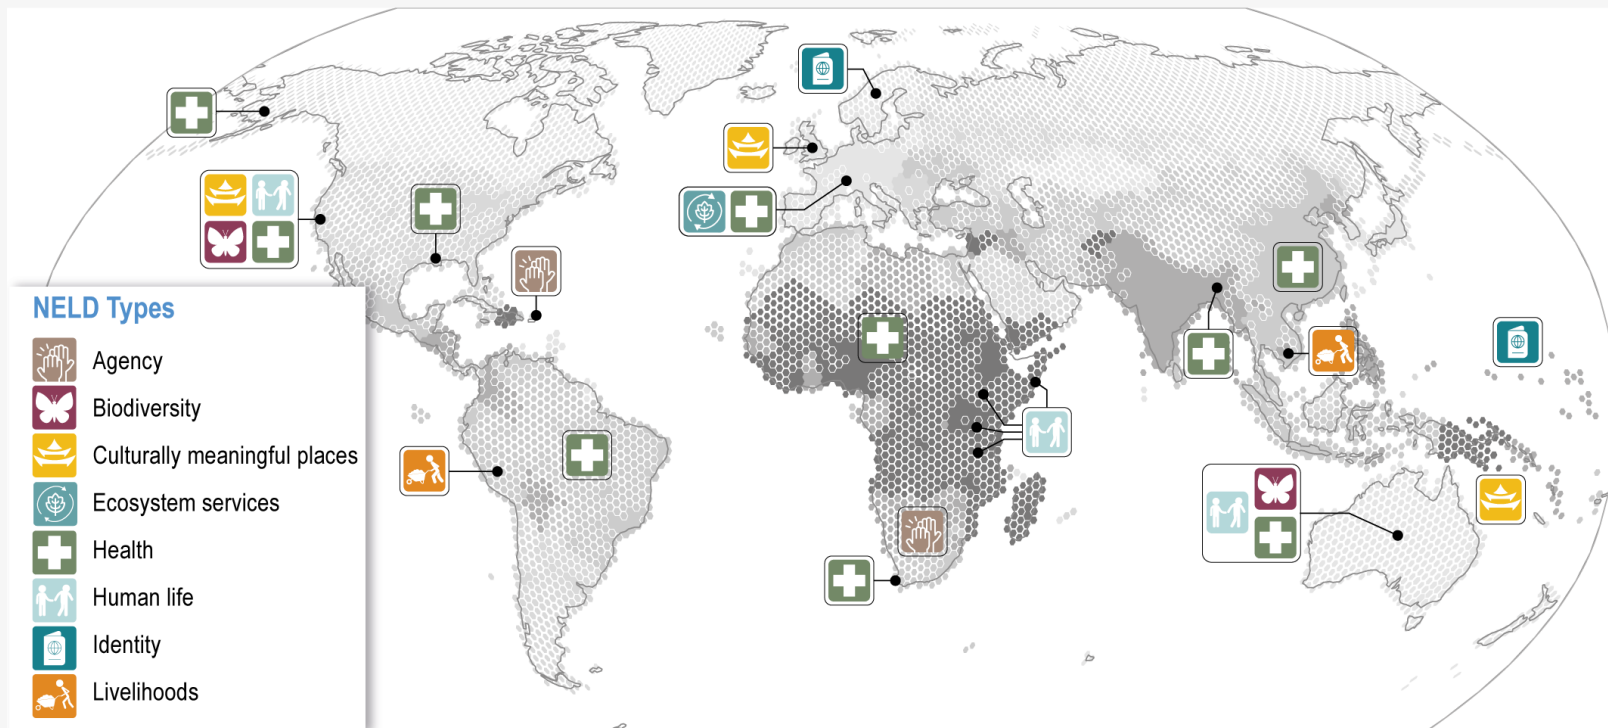 NELD Types
Agency
Biodiversity
Culturally meaningful places
Ecosystem services
Health
Human life
Identity
Livelihoods